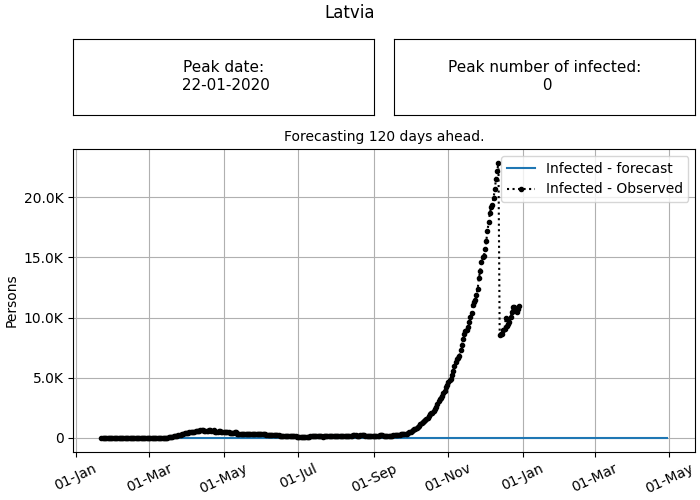 Latvia
Peak date:
22-01-2020
Peak number of infected:
0
Forecasting 120 days ahead.
Infected - forecast
Infected - Observed
20.0K
15.0K
10.0K
5.0K
0
Persons
01-Jan
01-Mar
01-May
01-Jul
01-Sep
01-Nov
01-Jan
01-Mar
01-May